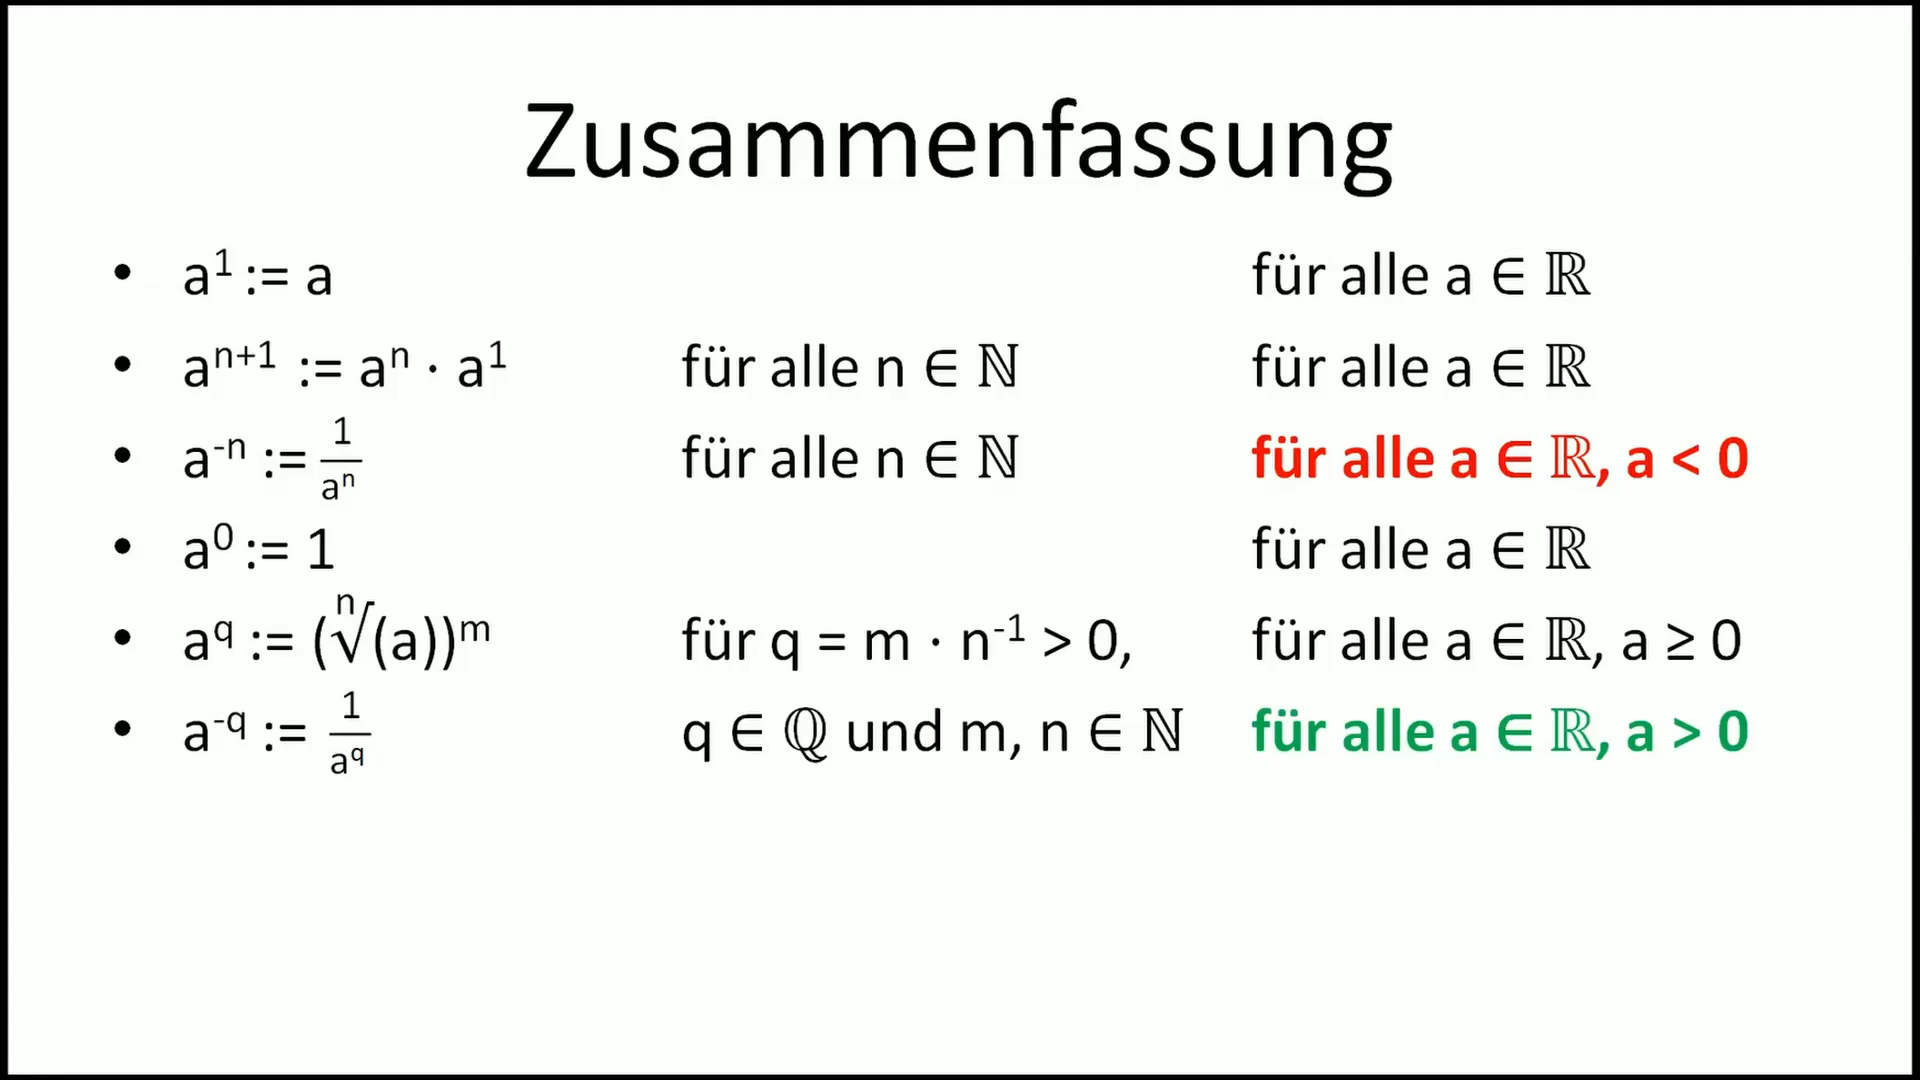 Zusammenfassung
• a¹ := a für alle a ∈ ℝ
• aⁿ⁺¹ := aⁿ · a¹ für alle n ∈ ℕ für alle a ∈ ℝ
• a⁻ⁿ := 1/aⁿ für alle n ∈ ℕ für alle a ∈ ℝ, a < 0
• a⁰ := 1 für alle a ∈ ℝ
• a^q := (ⁿ√(a))^m für q = m · n⁻¹ > 0, für alle a ∈ ℝ, a ≥ 0
• a^-q := 1/a^q q ∈ ℚ und m, n ∈ ℕ für alle a ∈ ℝ, a > 0